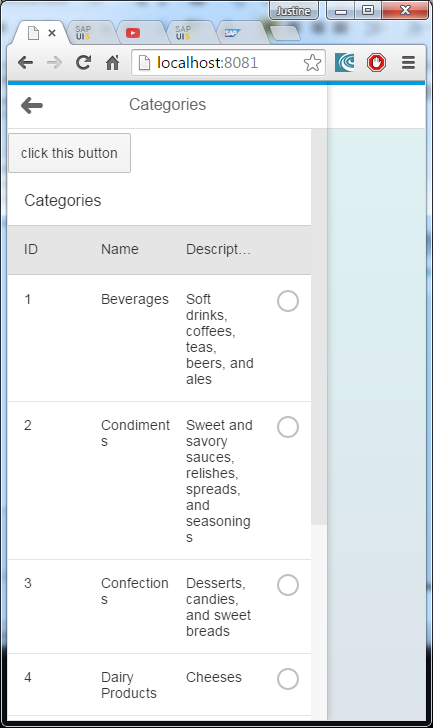 Justine
SAP
UI5
SAP
UI5
SAP
localhost:8081
Categories
click this button
Categories
ID Name Descript...
1 Beverages Soft
drinks,
coffees,
teas,
beers, and
ales
2 Condiment Sweet and
s savory
sauces,
relishes,
spreads,
and
seasoning
s
3 Confection Desserts,
s candies,
and sweet
breads
4 Dairy Cheeses
Products